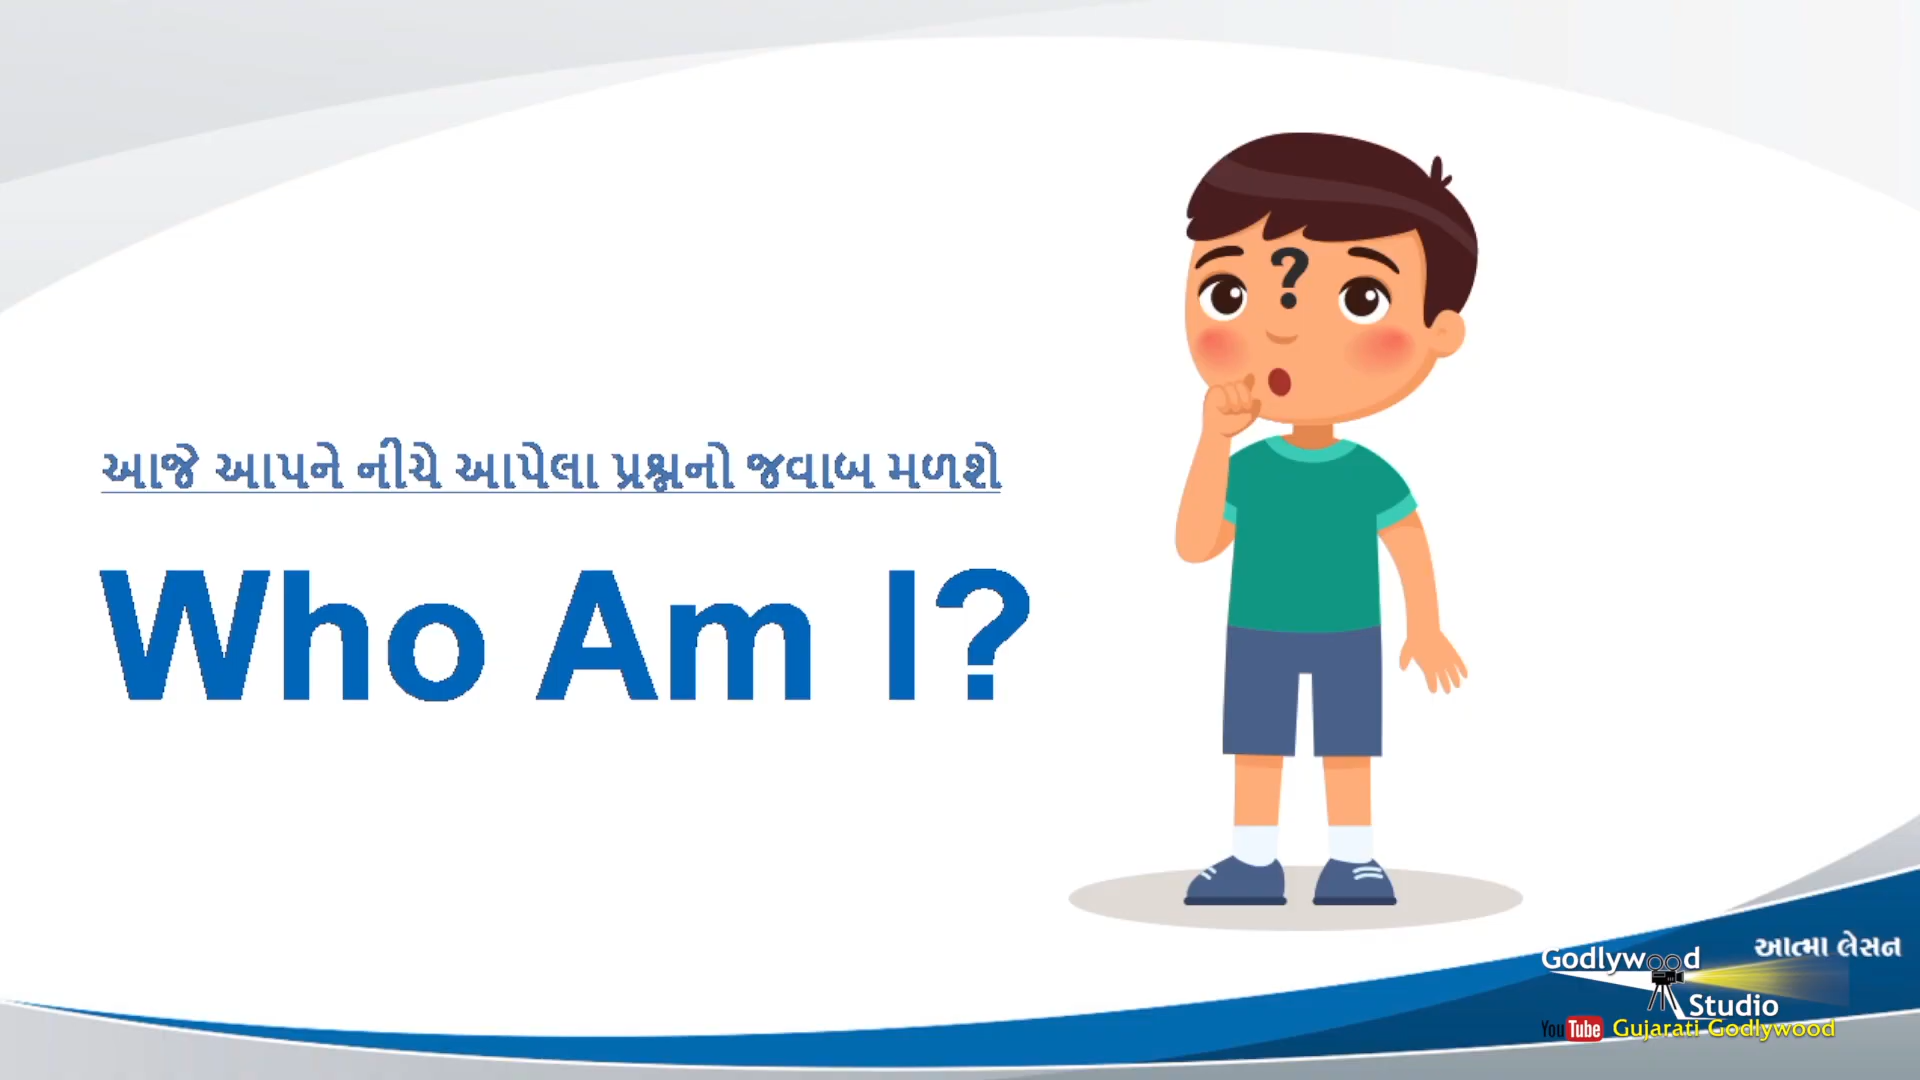 આજે આપને નીચે આપેલા પ્રશ્નનો જવાબ મળશે
Who Am I?
?
આત્મા લેસન
Godlywood
Studio
YouTube Gujarati Godlywood